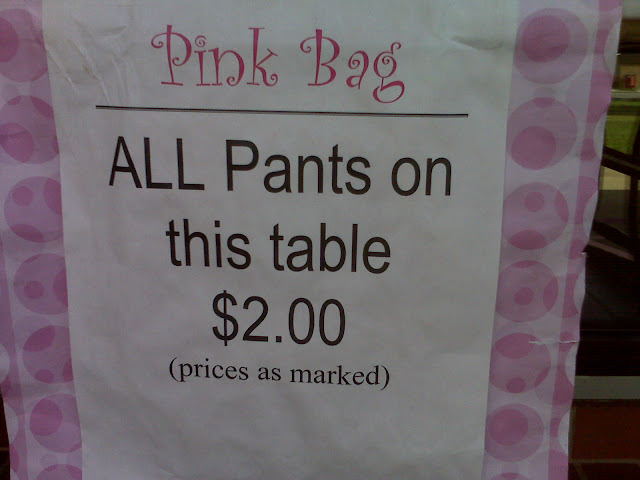 Pink Bag
ALL Pants on
this table
$2.00
(prices as marked)